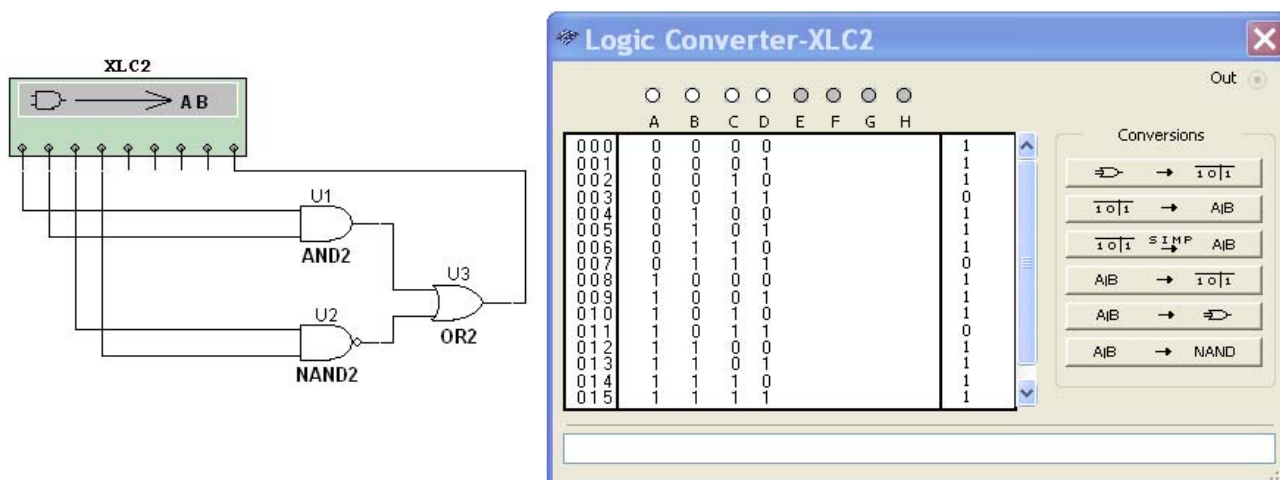 XLC2
A B
U1
AND2
U2
NAND2
U3
OR2
Logic Converter-XLC2
Out
A B C D E F G H
000 0 0 0 0 1
001 0 0 0 1 1
002 0 0 1 0 1
003 0 0 1 1 0
004 0 1 0 0 1
005 0 1 0 1 1
006 0 1 1 0 1
007 0 1 1 1 0
008 1 0 0 0 1
009 1 0 0 1 1
010 1 0 1 0 1
011 1 0 1 1 0
012 1 1 0 0 1
013 1 1 0 1 1
014 1 1 1 0 1
015 1 1 1 1 1
Conversions
→ 1 0 1
1 0 1 → A|B
1 0 1 SIMP → A|B
A|B → 1 0 1
A|B →
A|B → NAND